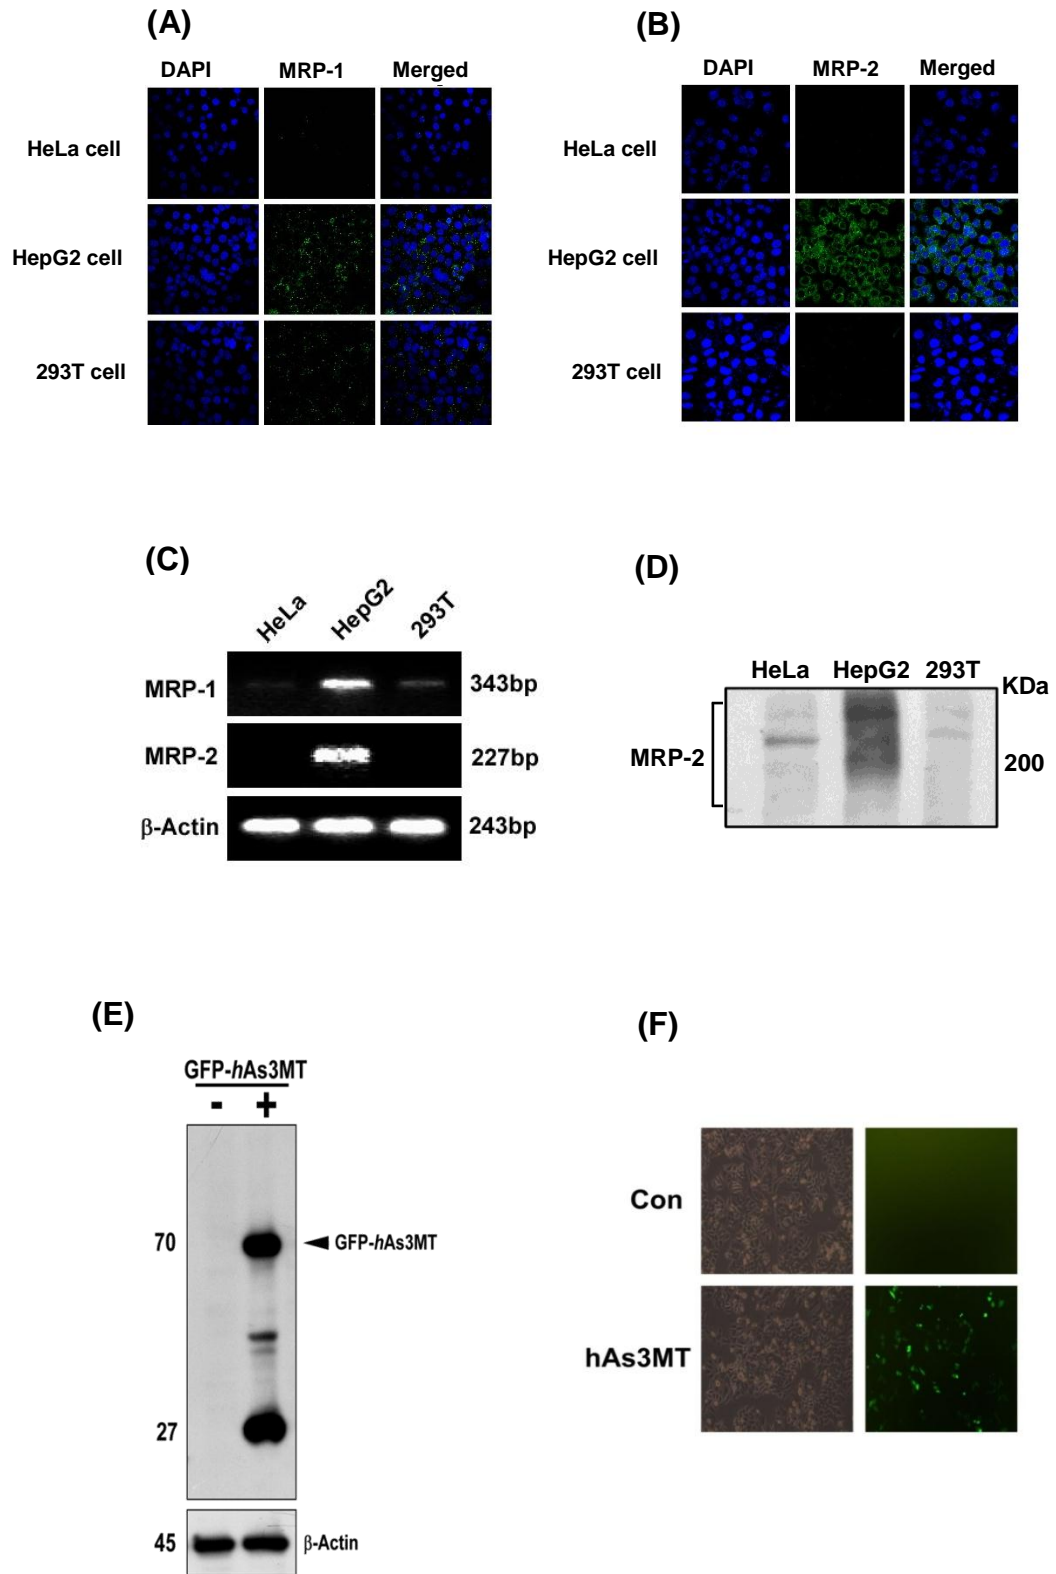 (A)
DAPI MRP-1 Merged
HeLa cell
HepG2 cell
293T cell
(B)
DAPI MRP-2 Merged
HeLa cell
HepG2 cell
293T cell
(C)
HeLa HepG2 293T
MRP-1 343bp
MRP-2 227bp
β-Actin 243bp
(D)
HeLa HepG2 293T KDa
MRP-2 200
(E)
GFP-hAs3MT
- +
70 GFP-hAs3MT
27
45 β-Actin
(F)
Con
hAs3MT